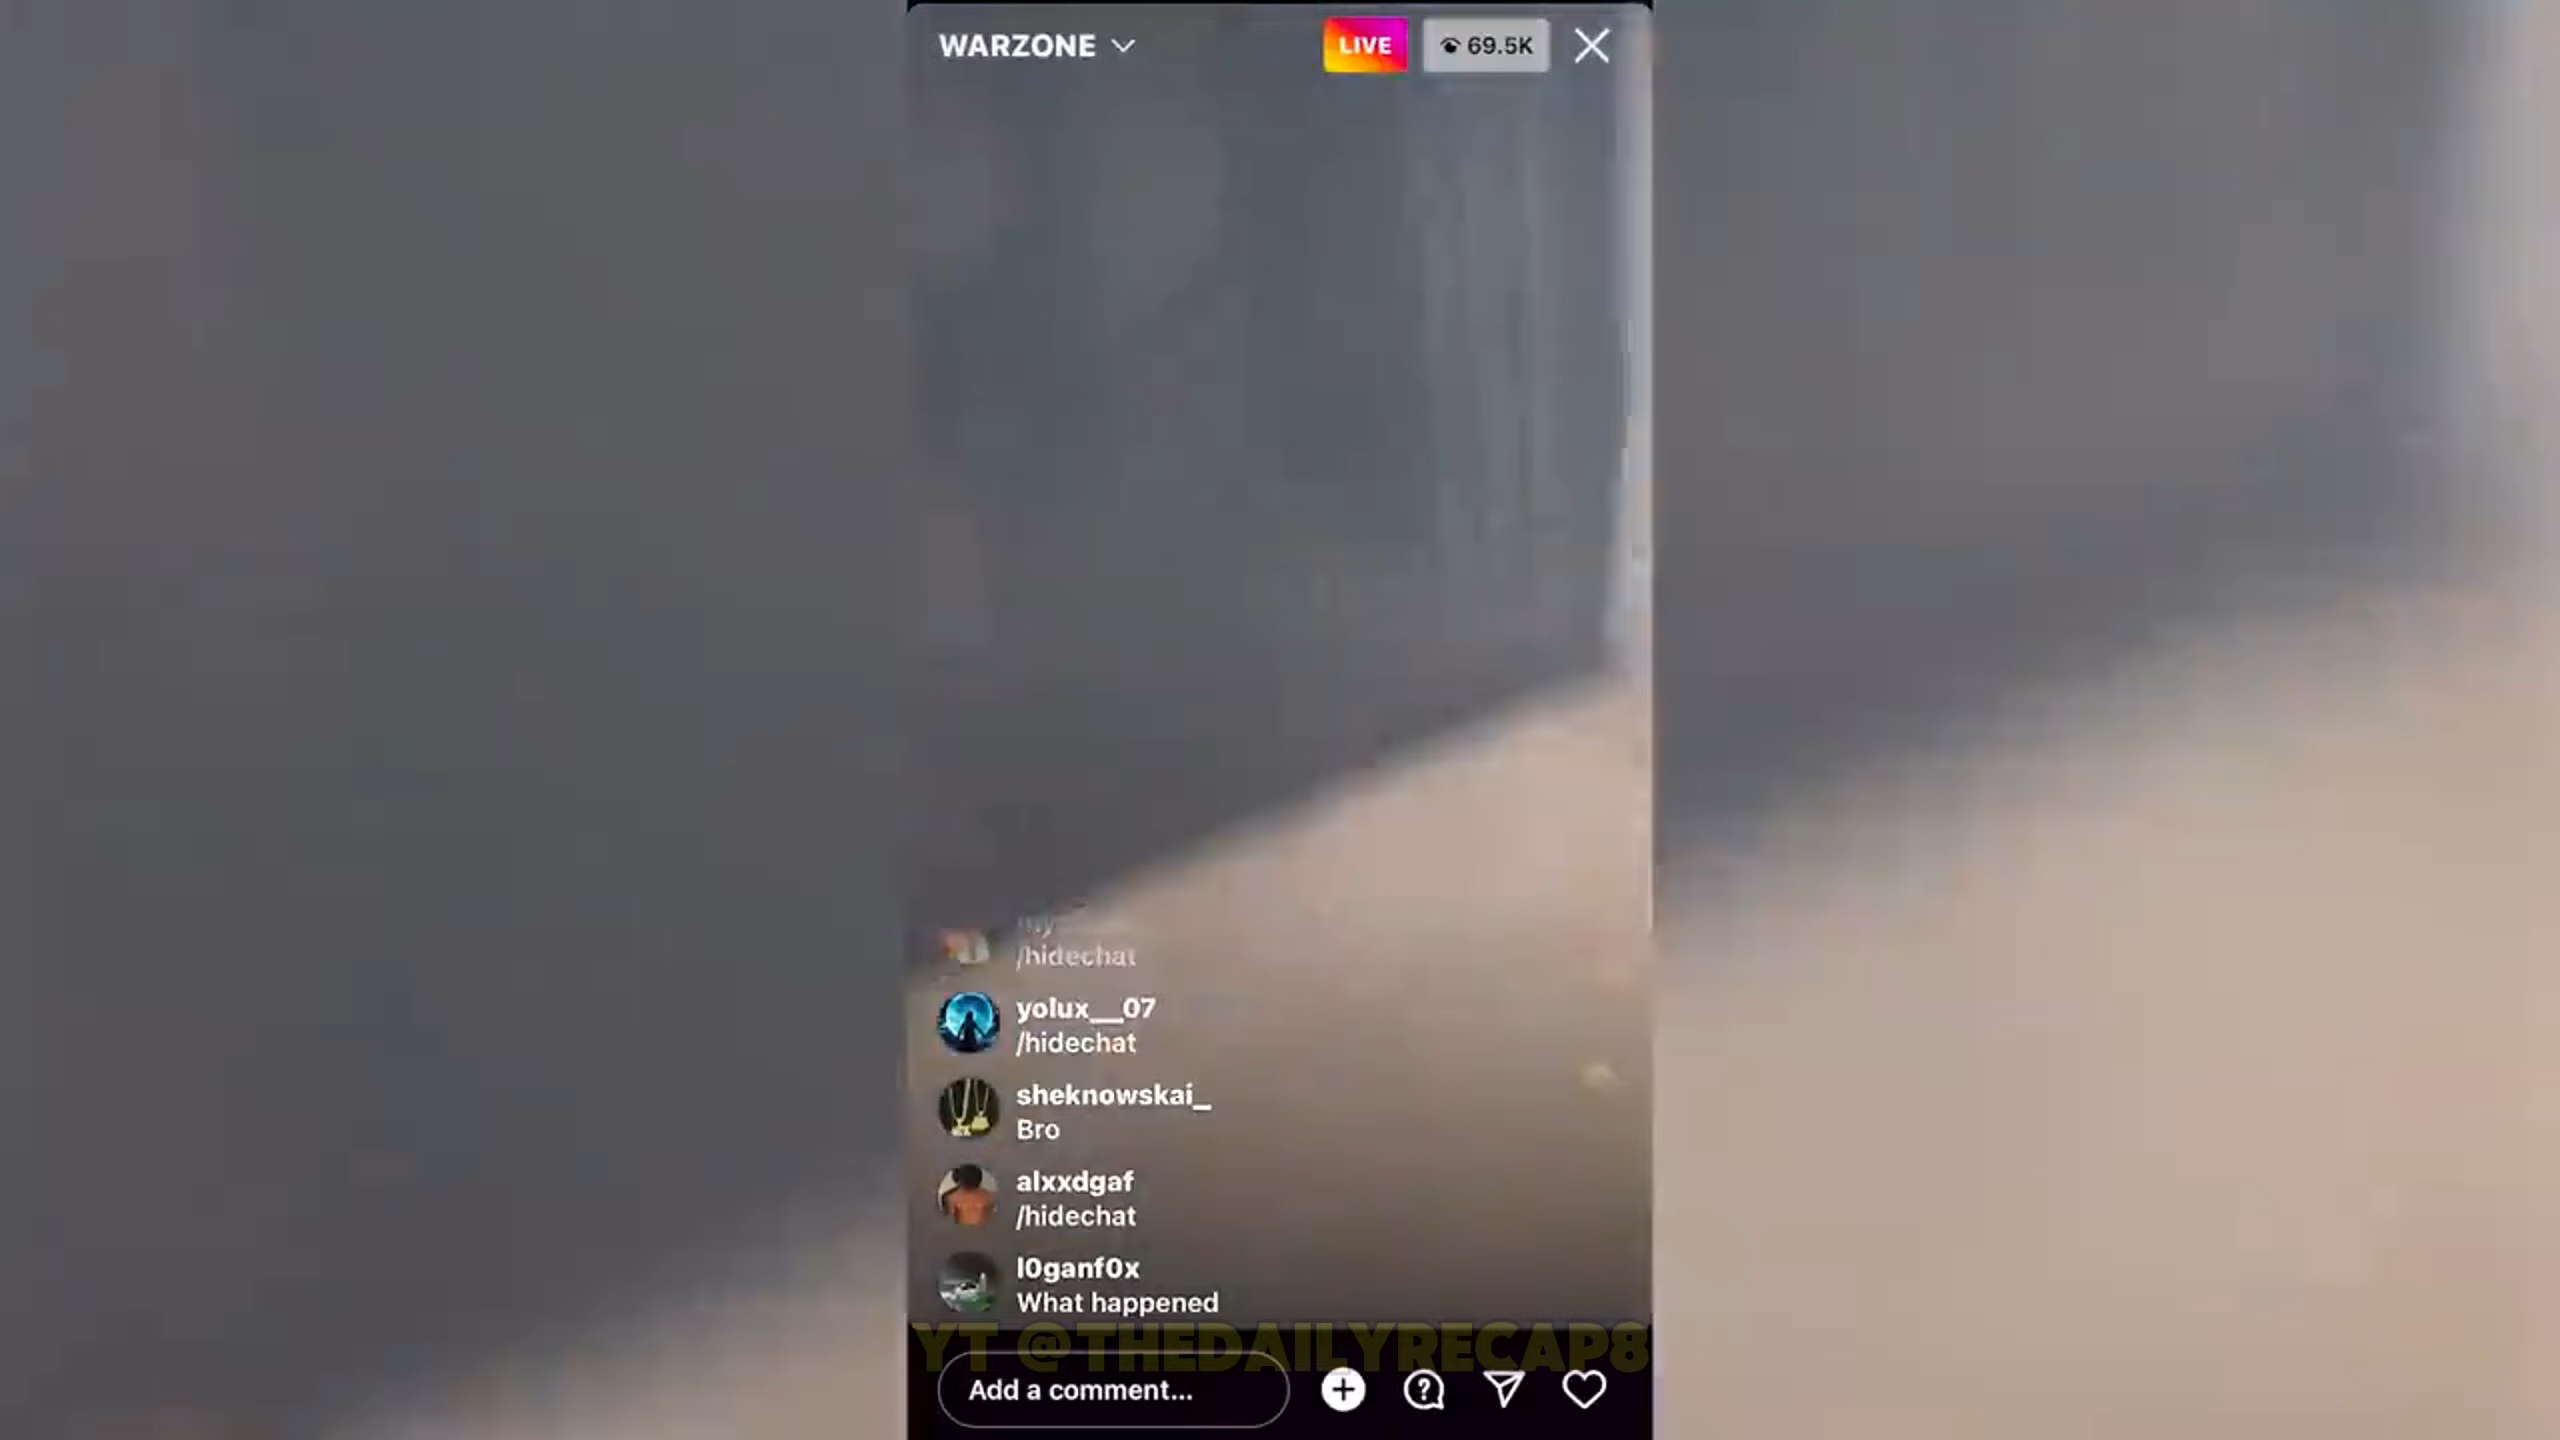 WARZONE
LIVE
69.5K
/hidechat
yolux__07
/hidechat
sheknowskai_
Bro
alxxdgaf
/hidechat
l0ganf0x
What happened
YT @THEDAILYRECAP8
Add a comment...